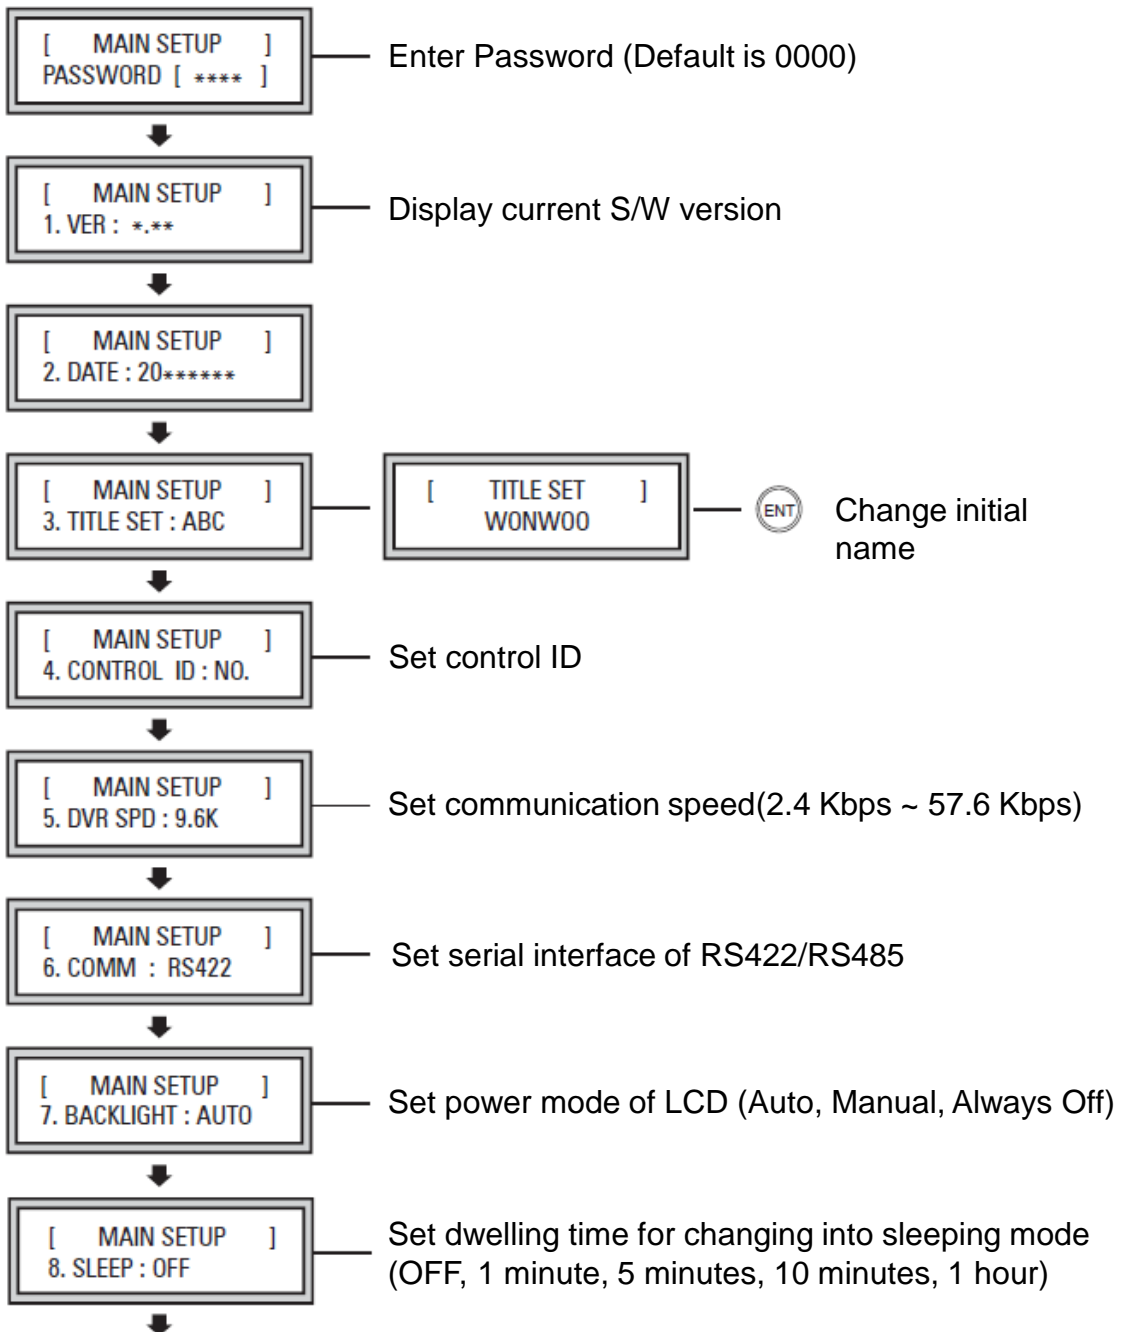 [ MAIN SETUP ]
PASSWORD [ **** ]
Enter Password (Default is 0000)
[ MAIN SETUP ]
1. VER : *.**
Display current S/W version
[ MAIN SETUP ]
2. DATE : 20******
[ MAIN SETUP ]
3. TITLE SET : ABC
[ TITLE SET ]
WONWOO
ENT
Change initial
name
[ MAIN SETUP ]
4. CONTROL ID : NO.
Set control ID
[ MAIN SETUP ]
5. DVR SPD : 9.6K
Set communication speed(2.4 Kbps ~ 57.6 Kbps)
[ MAIN SETUP ]
6. COMM : RS422
Set serial interface of RS422/RS485
[ MAIN SETUP ]
7. BACKLIGHT : AUTO
Set power mode of LCD (Auto, Manual, Always Off)
[ MAIN SETUP ]
8. SLEEP : OFF
Set dwelling time for changing into sleeping mode
(OFF, 1 minute, 5 minutes, 10 minutes, 1 hour)